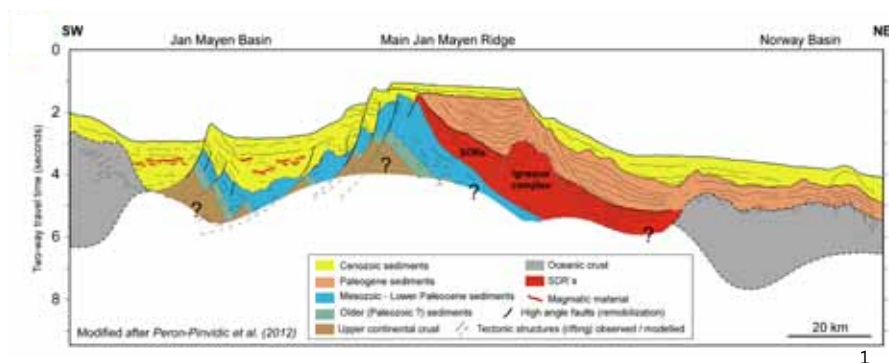 SW
NE
Jan Mayen Basin
Main Jan Mayen Ridge
Norway Basin
0
2
4
6
8
Two-way travel time (seconds)
SDRs
Igneous
complex
?
?
?
?
Cenozoic sediments
Paleogene sediments
Mesozoic - Lower Paleocene sediments
Older (Paleozoic ?) sediments
Upper continental crust
Oceanic crust
SDR's
Magmatic material
High angle faults (remobilization)
Tectonic structures (rifting) observed / modelled
Modified after Peron-Pinvidic et al. (2012)
20 km
1